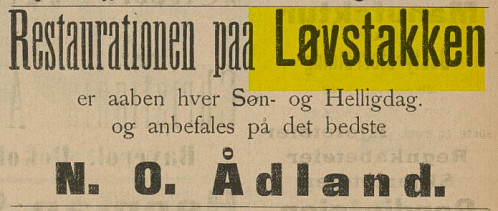 Restaurationen paa Løvstakken
er aaben hver Søn- og Helligdag.
og anbefales på det bedste
N. O. Ådland.